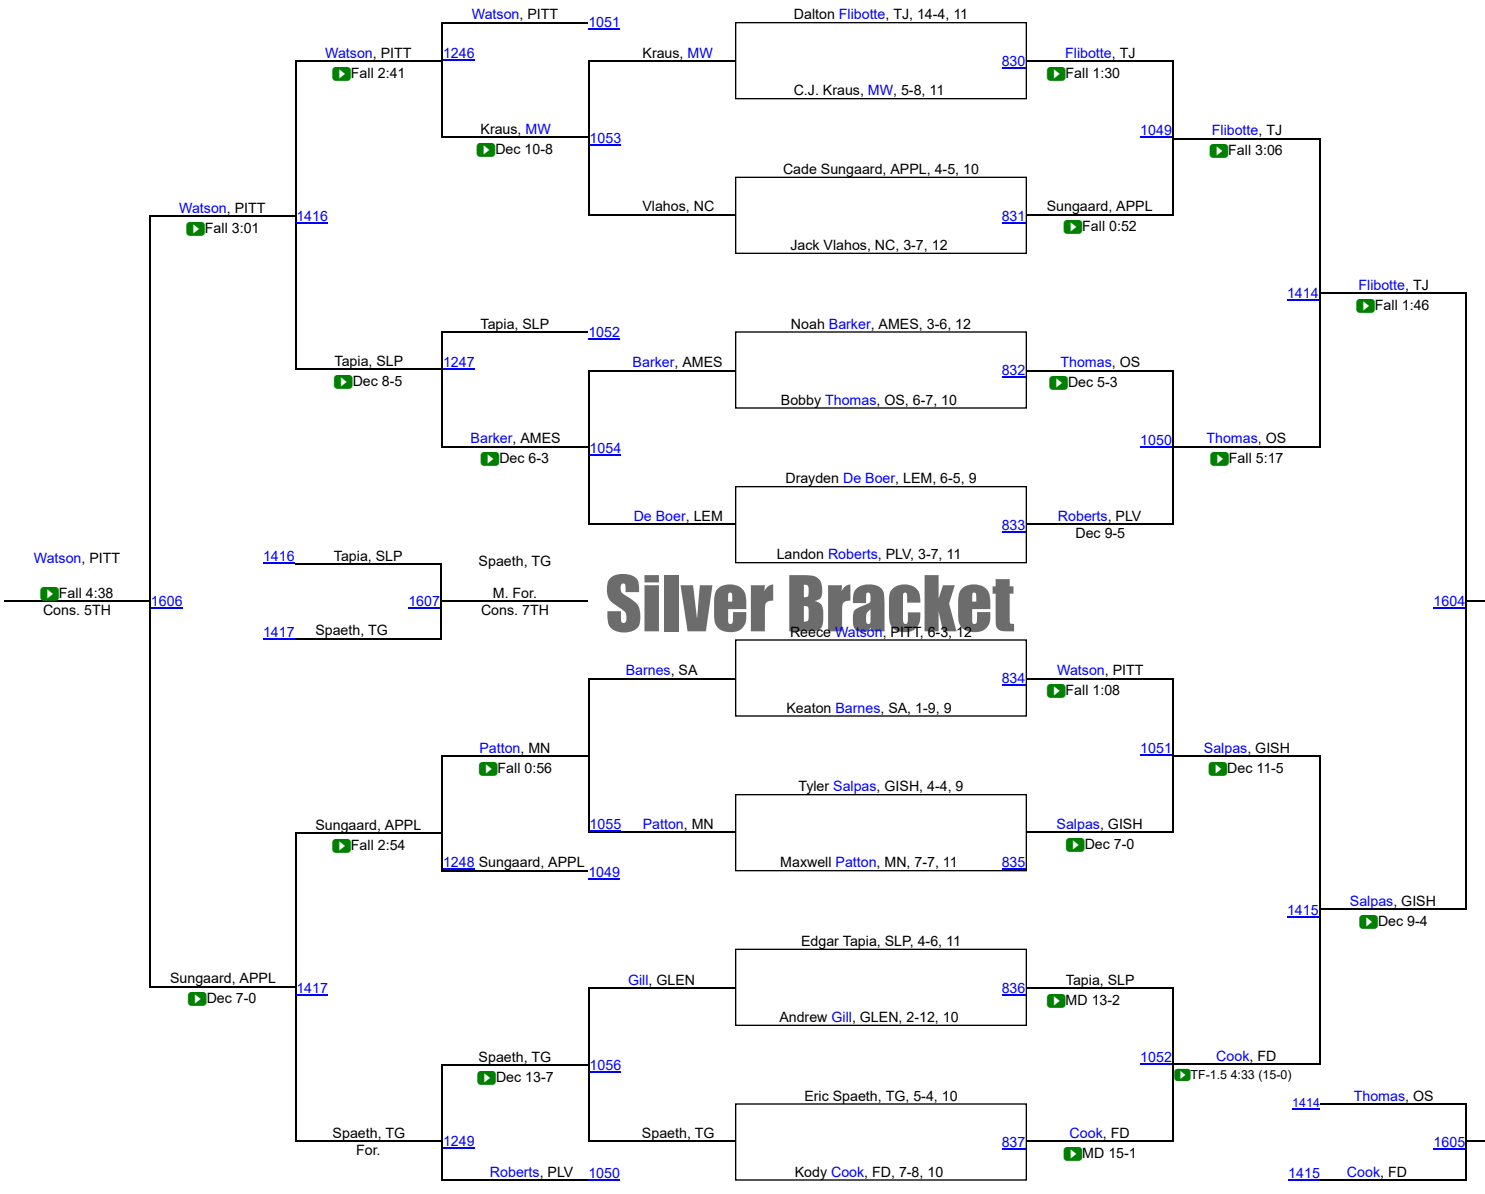 Watson, PITT
1051
Dalton Flibotte, TJ, 14-4, 11
Watson, PITT
Fall 2:41
1246
Kraus, MW
830
Flibotte, TJ
Fall 1:30
C.J. Kraus, MW, 5-8, 11
Kraus, MW
Dec 10-8
1053
1049
Flibotte, TJ
Fall 3:06
Cade Sungaard, APPL, 4-5, 10
Watson, PITT
Fall 3:01
1416
Vlahos, NC
831
Sungaard, APPL
Fall 0:52
Jack Vlahos, NC, 3-7, 12
1414
Flibotte, TJ
Fall 1:46
Tapia, SLP
1052
Noah Barker, AMES, 3-6, 12
Tapia, SLP
Dec 8-5
1247
Barker, AMES
832
Thomas, OS
Dec 5-3
Bobby Thomas, OS, 6-7, 10
Barker, AMES
Dec 6-3
1054
1050
Thomas, OS
Fall 5:17
Drayden De Boer, LEM, 6-5, 9
De Boer, LEM
833
Roberts, PLV
Dec 9-5
Landon Roberts, PLV, 3-7, 11
Watson, PITT
Fall 4:38
Cons. 5TH
1606
1416
Tapia, SLP
1607
1417
Spaeth, TG
Spaeth, TG
M. For.
Cons. 7TH
Silver Bracket
1604
Reece Watson, PITT, 6-3, 12
Barnes, SA
834
Watson, PITT
Fall 1:08
Keaton Barnes, SA, 1-9, 9
Patton, MN
Fall 0:56
1051
Salpas, GISH
Dec 11-5
Tyler Salpas, GISH, 4-4, 9
Sungaard, APPL
Fall 2:54
1055
Patton, MN
Salpas, GISH
Dec 7-0
1248
Sungaard, APPL
1049
Maxwell Patton, MN, 7-7, 11
835
1415
Salpas, GISH
Dec 9-4
Edgar Tapia, SLP, 4-6, 11
Sungaard, APPL
Dec 7-0
1417
Gill, GLEN
836
Tapia, SLP
MD 13-2
Andrew Gill, GLEN, 2-12, 10
Spaeth, TG
Dec 13-7
1056
1052
Cook, FD
TF-1.5 4:33 (15-0)
Eric Spaeth, TG, 5-4, 10
1414
Thomas, OS
Spaeth, TG
For.
1249
Spaeth, TG
837
Cook, FD
MD 15-1
1605
Roberts, PLV
1050
Kody Cook, FD, 7-8, 10
1415
Cook, FD